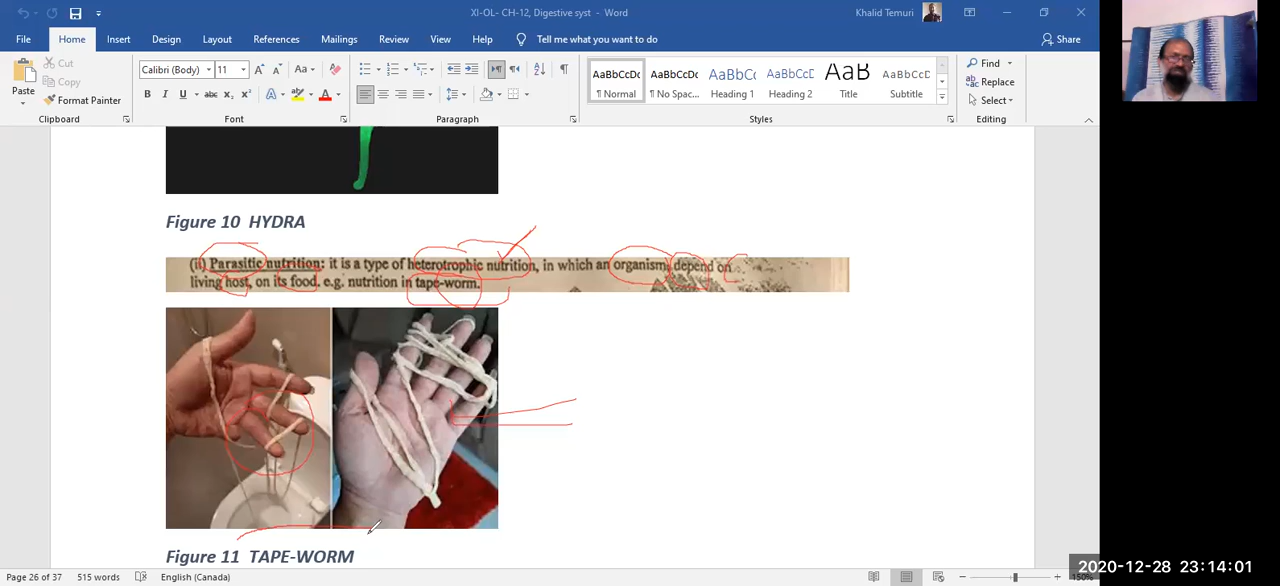 XI-OL- CH-12, Digestive syst - Word
Khalid Temuri
File Home Insert Design Layout References Mailings Review View Help Tell me what you want to do Share
Paste Cut Copy Format Painter
Calibri (Body) 11 A A Aa
B I U abc x₂ x² A A
AaBbCcDc AaBbCcDc AaBbCc AaBbCcD AaB AaBbCcD
¶ Normal ¶ No Spac... Heading 1 Heading 2 Title Subtitle
Find
Replace
Select
Clipboard Font Paragraph Styles Editing
Figure 10 HYDRA
(ii) Parasitic nutrition: it is a type of heterotrophic nutrition, in which an organism depend on
living host, on its food. e.g. nutrition in tape-worm.
Figure 11 TAPE-WORM
Page 26 of 37 515 words English (Canada) 150%
2020-12-28 23:14:01